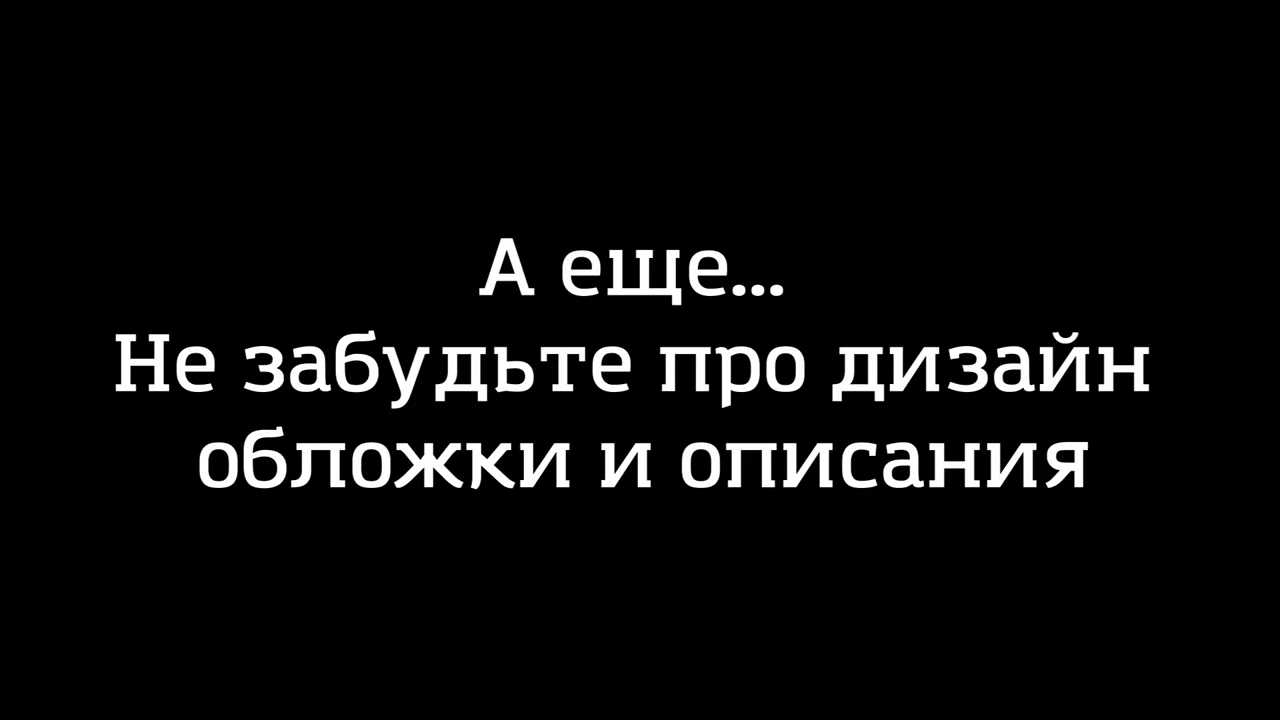 А еще...
Не забудьте про дизайн
обложки и описания